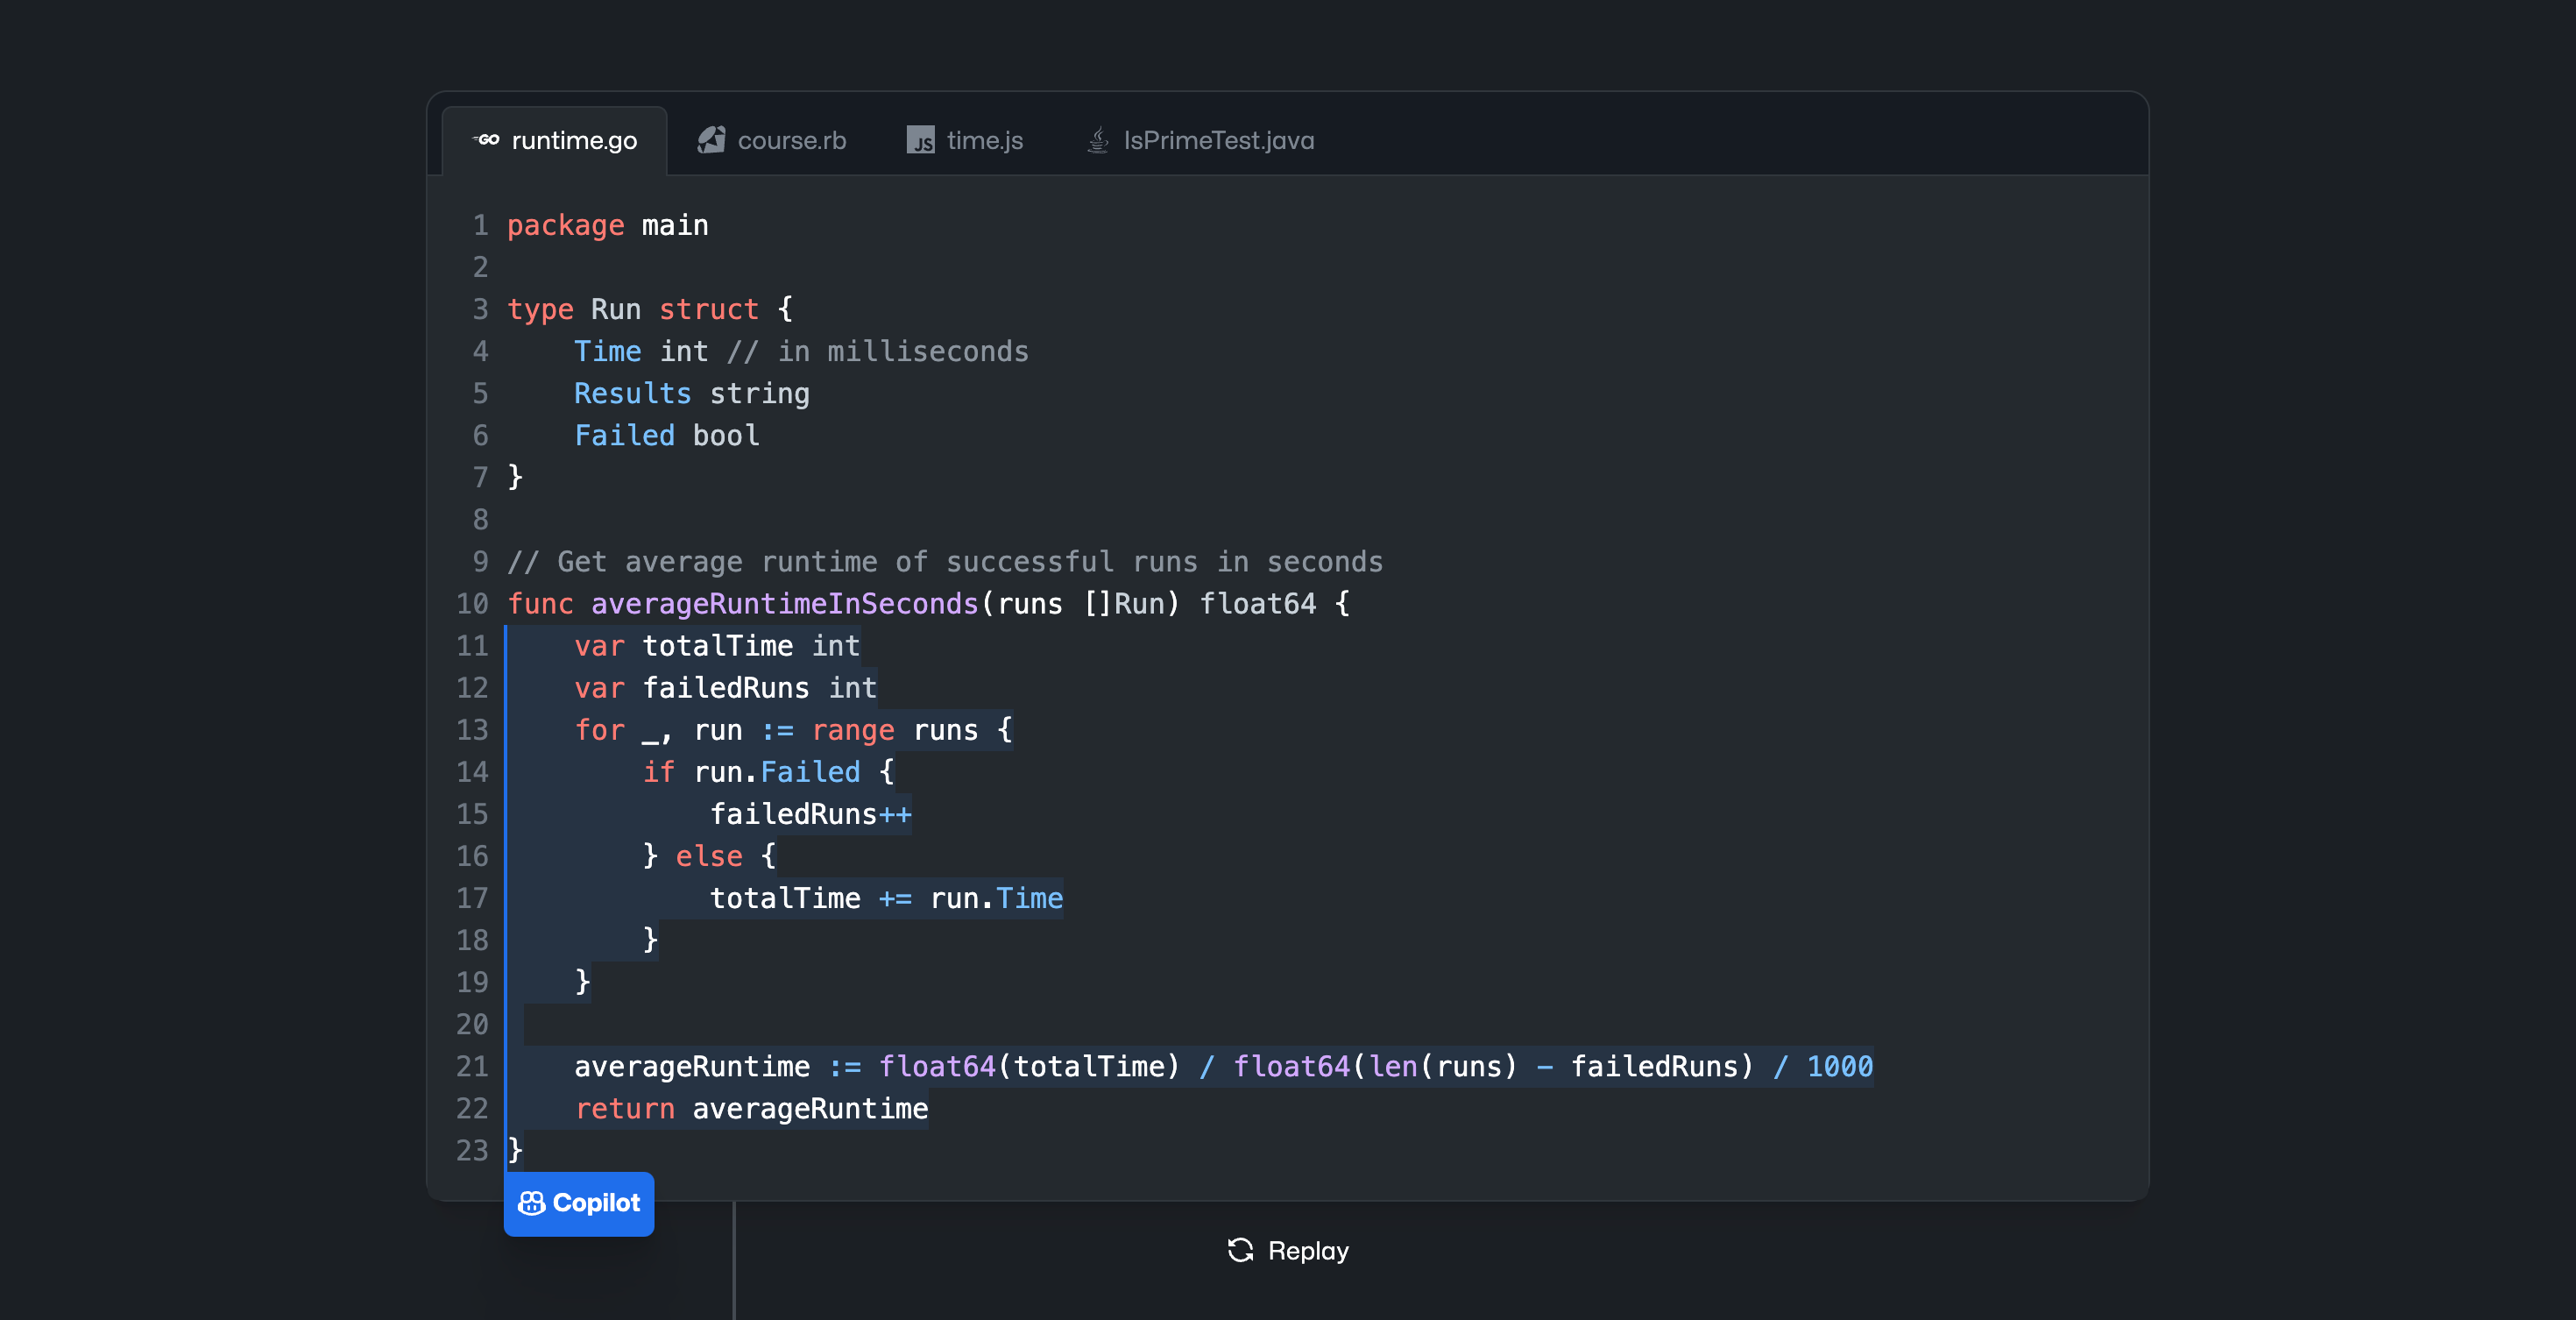 GO runtime.go course.rb JS time.js IsPrimeTest.java
1 package main
2
3 type Run struct {
4     Time int // in milliseconds
5     Results string
6     Failed bool
7 }
8
9 // Get average runtime of successful runs in seconds
10 func averageRuntimeInSeconds(runs []Run) float64 {
11     var totalTime int
12     var failedRuns int
13     for _, run := range runs {
14         if run.Failed {
15             failedRuns++
16         } else {
17             totalTime += run.Time
18         }
19     }
20
21     averageRuntime := float64(totalTime) / float64(len(runs) - failedRuns) / 1000
22     return averageRuntime
23 }
Copilot
Replay